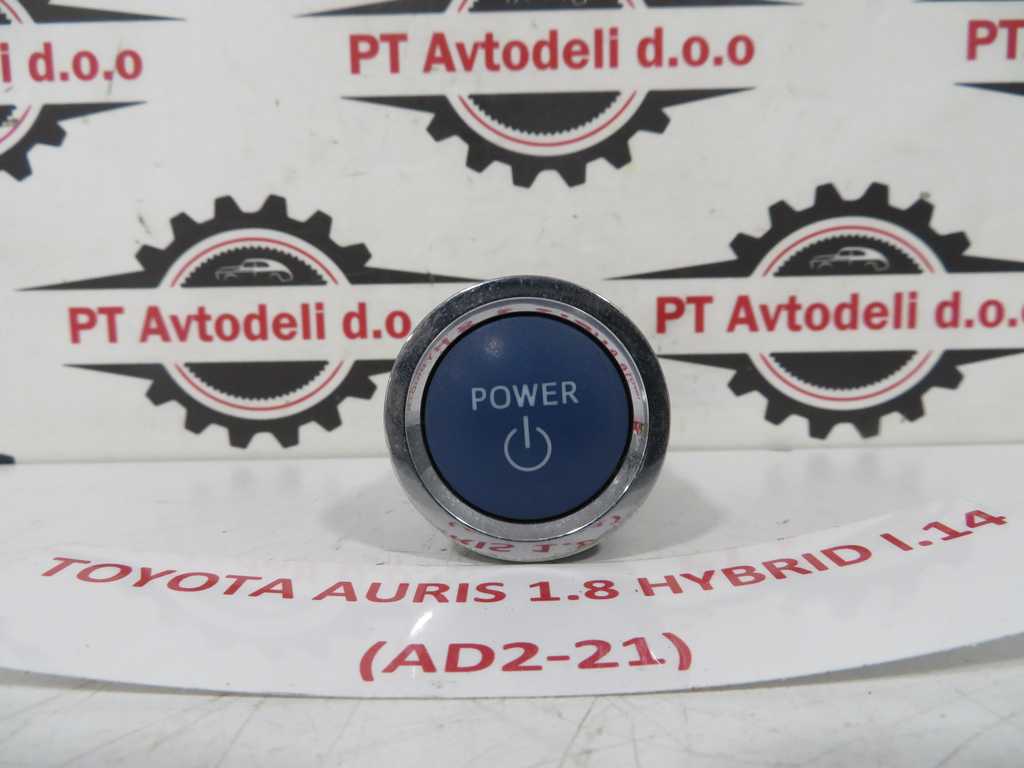 i d.o.o
PT Avtodeli d.o.o
PT
PT Avtodeli d.o
PT Avtodeli d.o.o
POWER
TOYOTA AURIS 1.8 HYBRID l.14
(AD2-21)